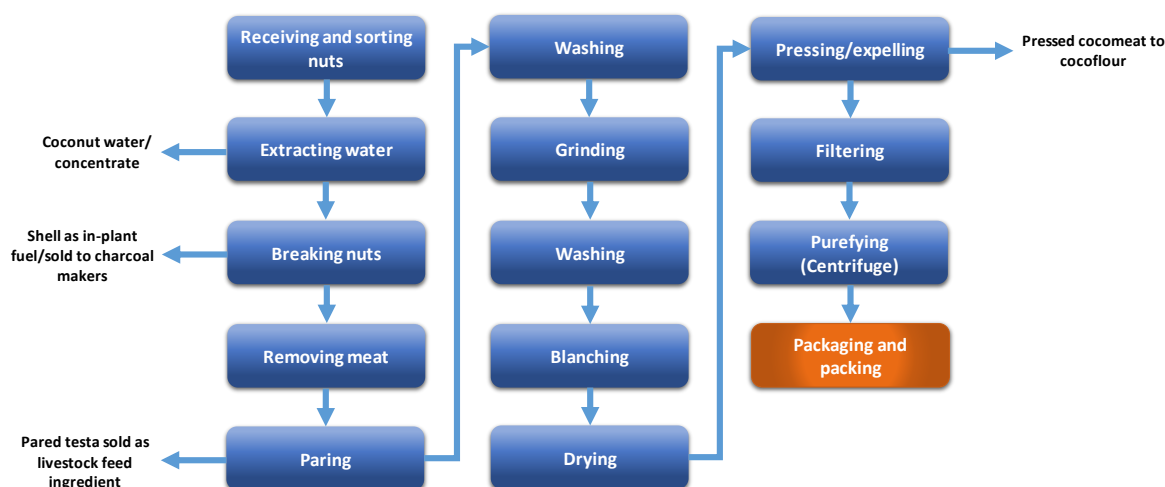 Receiving and sorting
nuts
Coconut water/
concentrate
Extracting water
Shell as in-plant
fuel/sold to charcoal
makers
Breaking nuts
Removing meat
Pared testa sold as
livestock feed
ingredient
Paring
Washing
Grinding
Washing
Blanching
Drying
Pressing/expelling
Pressed cocomeat to
cocoflour
Filtering
Purefying
(Centrifuge)
Packaging and
packing